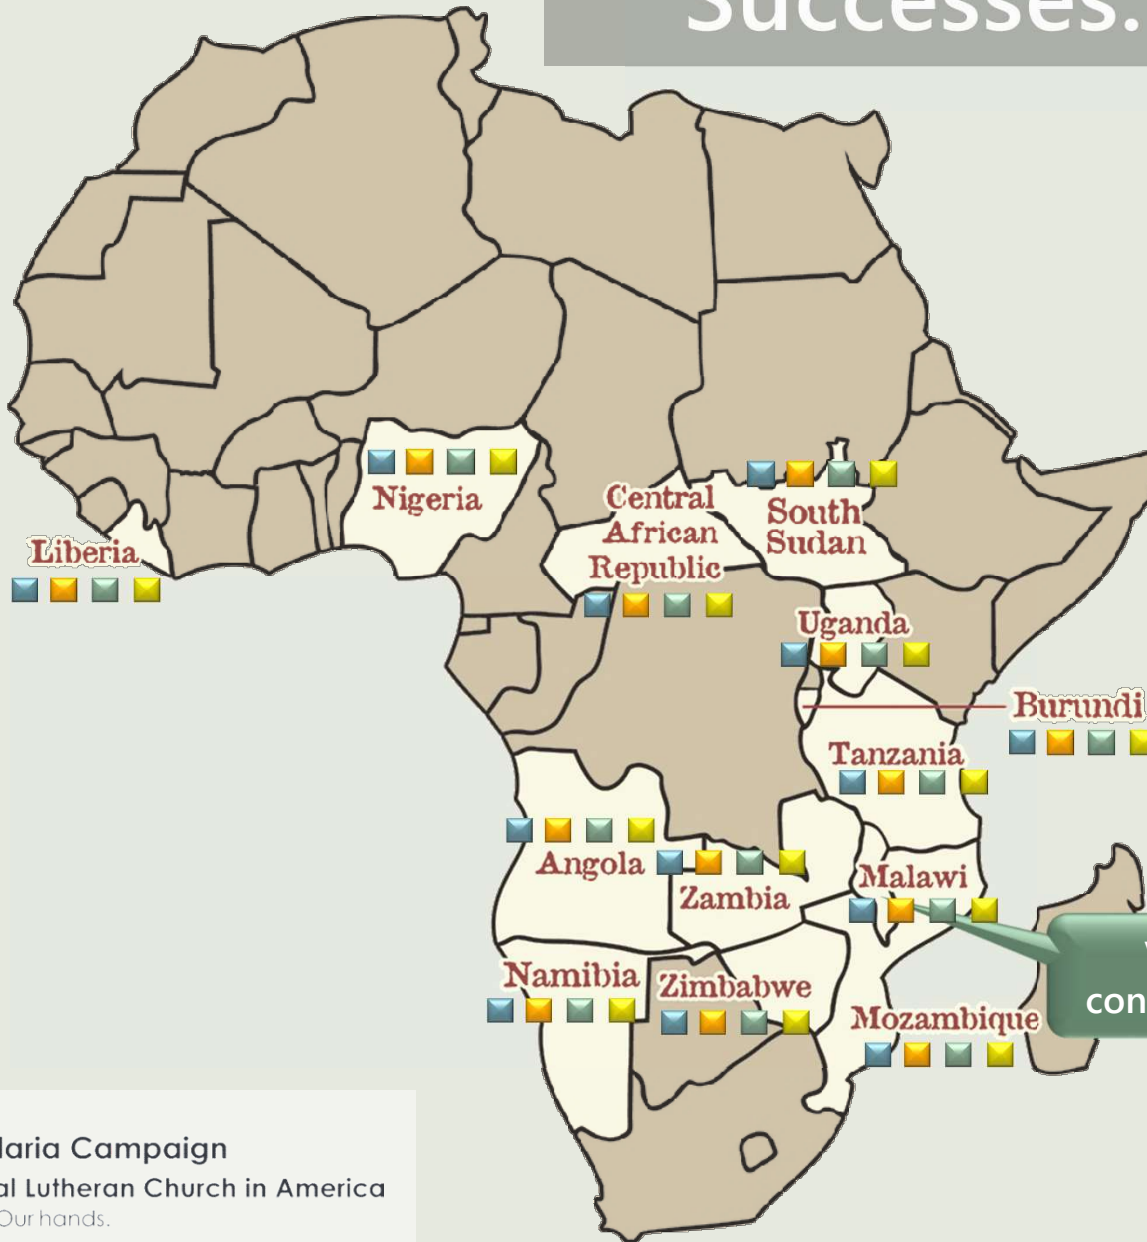 Successes.
Nigeria
Central
African
Republic
South
Sudan
Liberia
Uganda
Burundi
Tanzania
Angola
Zambia
Malawi
Namibia
Zimbabwe
Mozambique
con
laria Campaign
al Lutheran Church in America
Our hands.